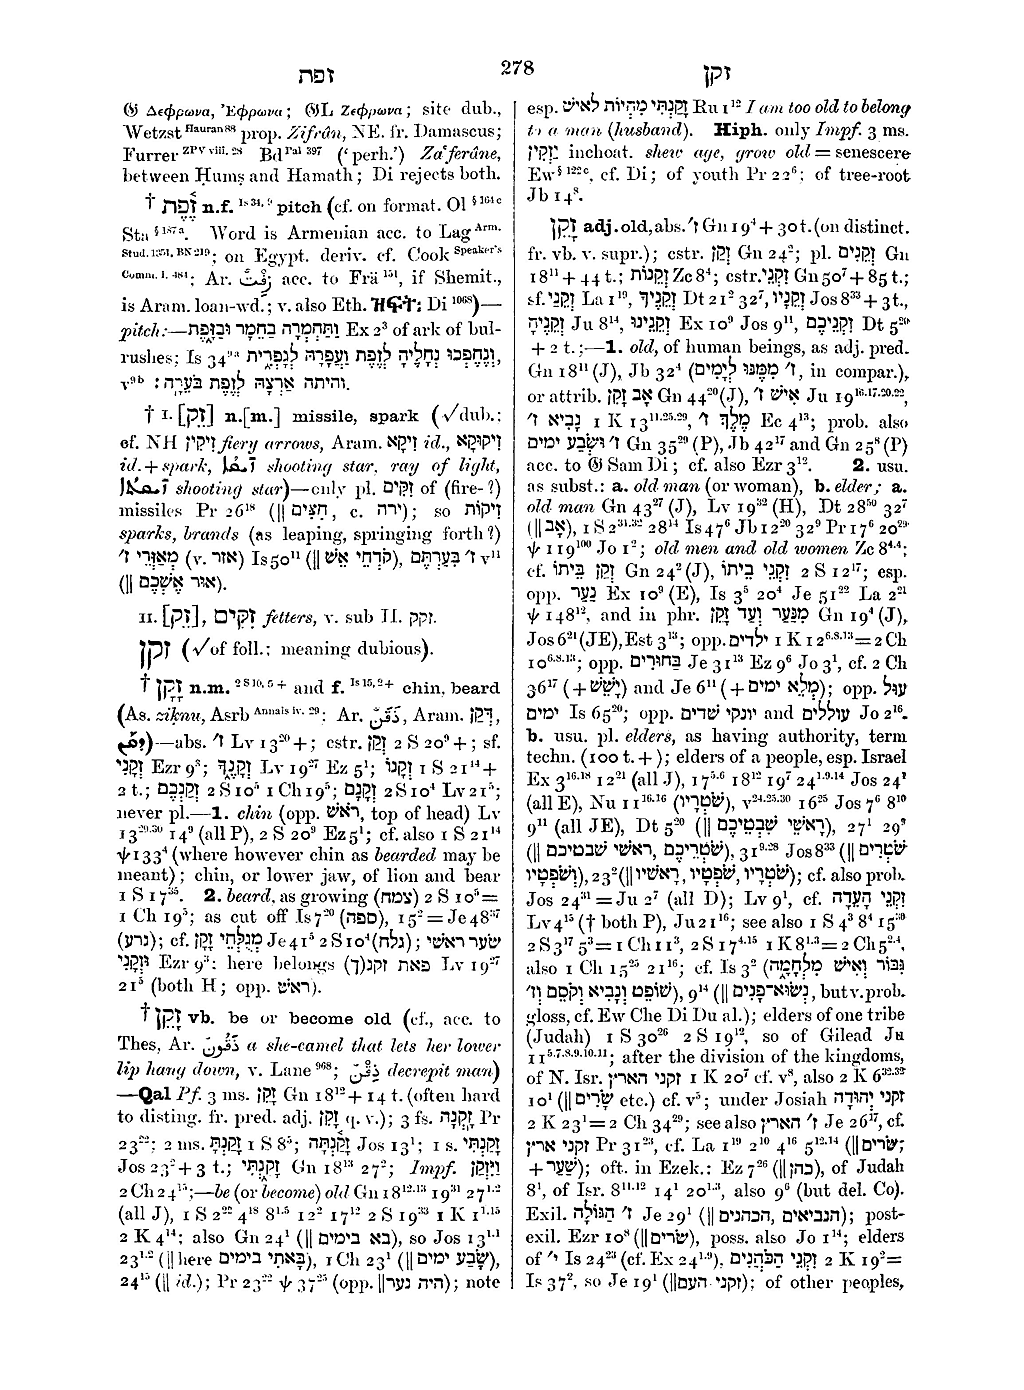 זפת
278
זקן
𝔊 Δεφρωνα, Ἐφρωνα; 𝔊L Ζεφρωνα; site dub.,
Wetzst Hauran 88 prop. Zifrân, NE. fr. Damascus;
Furrer ZPV viii. 28 Bd Pal 397 (‘perh.’) Zaʿferâne,
between Ḥums and Hamath; Di rejects both.
† זֶ֫פֶת n.f. Is 34, 9 pitch (cf. on format. Ol § 164 c
Sta § 187 a. Word is Armenian acc. to Lag Arm.
Stud. 1351, BN 219; on Egypt. deriv. cf. Cook Speaker's
Comm. I. 484; Ar. زِفْتٌ acc. to Frä 151, if Shemit.,
is Aram. loan-wd.; v. also Eth. Di 1068)—
pitch:—וַתַּחְמְרָה בַחֵמָר וּבַזָּ֑פֶת Ex 2³ of ark of bul-
rushes; Is 34 9a וְנֶהֶפְכוּ נְחָלֶיהָ לְזֶפֶת וַעֲפָרָהּ לְגָפְרִית,
v 9b והיתה אַרְצָהּ לְזֶפֶת בֹּעֵרָה׃.
† I. [זֵק] n.[m.] missile, spark (√dub.:
cf. NH זִיקִין fiery arrows, Aram. זִיקָא id., זִיקוּקָא
id. + spark, shooting star, ray of light,
shooting star)—only pl. זִקִּים of (fire-?)
missiles Pr 26¹⁸ (|| חִצִּים, c. ירה); so זִיקוֹת
sparks, brands (as leaping, springing forth?)
מְאַזְּרֵי ז׳ (v. אזר) Is 50¹¹ (|| קֹדְחֵי אֵשׁ), ז׳ בִּעַרְתֶּם v¹¹
(|| אוּר אֶשְׁכֶם).
II. [זֵק], זִקִּים fetters, v. sub II. זקק.
זקן (√of foll.; meaning dubious).
† זָקָן n.m. 2 S 10, 5 + and f. Is 15, 2 + chin, beard
(As. ziḳnu, Asrb Annals iv. 29; Ar. ذَقَنٌ, Aram. דִּקַן,
)—abs. ז׳ Lv 13²⁰ +; cstr. זְקַן 2 S 20⁹ +; sf.
זְקָנִי Ezr 9³; זְקָנֶךָ Lv 19²⁷ Ez 5¹; זְקָנוֹ 1 S 21¹⁴ +
2 t.; זְקַנְכֶם 2 S 10⁵ 1 Ch 19⁵; זְקָנָם 2 S 10⁴ Lv 21⁵;
never pl.—1. chin (opp. רֹאשׁ, top of head) Lv
13²⁹·³⁰ 14⁹ (all P), 2 S 20⁹ Ez 5¹; cf. also 1 S 21¹⁴
ψ 133⁴ (where however chin as bearded may be
meant); chin, or lower jaw, of lion and bear
1 S 17³⁵. 2. beard, as growing (צמח) 2 S 10⁵ =
1 Ch 19⁵; as cut off Is 7²⁰ (ספה), 15² = Je 48³⁷
(גרע); cf. מְגֻלְּחֵי זָקָן Je 41⁵ 2 S 10⁴ (גלח); שׂער ראשׁי
וּזְקָנִי Ezr 9³; here belongs פאת זקנ(ך) Lv 19²⁷
21⁵ (both H; opp. ראשׁ).
† זָקֵן vb. be or become old (cf., acc. to
Thes, Ar. ذَقُونٌ a she-camel that lets her lower
lip hang down, v. Lane 968; ذِقْنٌ decrepit man)
—Qal Pf. 3 ms. זָקֵן Gn 18¹² + 14 t. (often hard
to disting. fr. pred. adj. זָקֵן q. v.); 3 fs. זָקְנָה Pr
23²²; 2 ms. זָקַנְתָּ 1 S 8⁵; זָקַנְתָּה Jos 13¹; 1 s. זָקַנְתִּי
Jos 23² + 3 t.; זָקַ֫נְתִּי Gn 18¹³ 27²; Impf. וַיִּזְקַן
2 Ch 24¹⁵;—be (or become) old Gn 18¹²·¹³ 19³¹ 27¹·²
(all J), 1 S 2²² 4¹⁸ 8¹·⁵ 12² 17¹² 2 S 19³³ 1 K 1¹·¹⁵
2 K 4¹⁴; also Gn 24¹ (|| בא בימים), so Jos 13¹·¹
23¹·² (|| here בָּאתִי בימים), 1 Ch 23¹ (|| שָׂבַע ימים),
24¹⁵ (|| id.); Pr 23²² ψ 37²⁵ (opp. || היה נער); note
esp. זָקַנְתִּי מִהְיוֹת לְאִישׁ Ru 1¹² I am too old to belong
to a man (husband). Hiph. only Impf. 3 ms.
יַזְקִין inchoat. shew age, grow old = senescere
Ew § 122 c, cf. Di; of youth Pr 22⁶; of tree-root
Jb 14⁸.
זָקֵן adj. old, abs. ז׳ Gn 19⁴ + 30 t. (on distinct.
fr. vb. v. supr.); cstr. זְקַן Gn 24²; pl. זְקֵנִים Gn
18¹¹ + 44 t.; זְקֵנוֹת Zc 8⁴; cstr. זִקְנֵי Gn 50⁷ + 85 t.;
sf. זְקֵנַי La 1¹⁹, זְקֵנֶיךָ Dt 21² 32⁷, זְקֵנָיו Jos 8³³ + 3 t.,
זְקֵנֶיהָ Ju 8¹⁴, זְקֵנֵינוּ Ex 10⁹ Jos 9¹¹, זִקְנֵיכֶם Dt 5²⁰
+ 2 t.;—1. old, of human beings, as adj. pred.
Gn 18¹¹ (J), Jb 32⁴ (ז׳ מִמֶּנּוּ לְיָמִים, in compar.),
or attrib. אָב זָקֵן Gn 44²⁰ (J), אִישׁ ז׳ Ju 19¹⁶·¹⁷·²⁰·²²,
נָבִיא ז׳ 1 K 13¹¹·²⁵·²⁹, מֶלֶךְ ז׳ Ec 4¹³; prob. also
ז׳ וּשְׂבַע ימים Gn 35²⁹ (P), Jb 42¹⁷ and Gn 25⁸ (P)
acc. to 𝔊 Sam Di; cf. also Ezr 3¹². 2. usu.
as subst.: a. old man (or woman), b. elder; a.
old man Gn 43²⁷ (J), Lv 19³² (H), Dt 28⁵⁰ 32⁷
(|| אָב), 1 S 2³¹·³² 28¹⁴ Is 47⁶ Jb 12²⁰ 32⁹ Pr 17⁶ 20²⁹
ψ 119¹⁰⁰ Jo 1²; old men and old women Zc 8⁴·⁴;
cf. זְקַן בֵּיתוֹ Gn 24² (J), זִקְנֵי בֵיתוֹ 2 S 12¹⁷; esp.
opp. נַעַר Ex 10⁹ (E), Is 3⁵ 20⁴ Je 51²² La 2²¹
ψ 148¹², and in phr. מִנַּעַר וְעַד זָקֵן Gn 19⁴ (J),
Jos 6²¹ (JE), Est 3¹³; opp. ילדים 1 K 12⁶·⁸·¹³ = 2 Ch
10⁶·⁸·¹³; opp. בַּחוּרִים Je 31¹³ Ez 9⁶ Jo 3¹, cf. 2 Ch
36¹⁷ (+ יָשֵׁשׁ) and Je 6¹¹ (+ מְלֵא ימים); opp. עוּל
ימים Is 65²⁰; opp. יונקי שׁדים and עוללים Jo 2¹⁶.
b. usu. pl. elders, as having authority, term
techn. (100 t. +); elders of a people, esp. Israel
Ex 3¹⁶·¹⁸ 12²¹ (all J), 17⁵·⁶ 18¹² 19⁷ 24¹·⁹·¹⁴ Jos 24¹
(all E), Nu 11¹⁶·¹⁶ (שֹׁטְרָיו), v²⁴·²⁵·³⁰ 16²⁵ Jos 7⁶ 8¹⁰
9¹¹ (all JE), Dt 5²⁰ (|| רָאשֵׁי שִׁבְטֵיכֶם), 27¹ 29⁹
(|| שֹׁטְרֵיכֶם, ראשׁי שׁבטיכם), 31⁹·²⁸ Jos 8³³ (|| שֹׁטְרִים
וְשֹׁפְטָיו), 23² (|| שֹׁטְרָיו, שֹׁפְטָיו, רָאשָׁיו); cf. also prob.
Jos 24³¹ = Ju 2⁷ (all D); Lv 9¹, cf. זִקְנֵי הָעֵדָה
Lv 4¹⁵ († both P), Ju 21¹⁶; see also 1 S 4³ 8⁴ 15³⁰
2 S 3¹⁷ 5³ = 1 Ch 11³, 2 S 17⁴·¹⁵ 1 K 8¹·³ = 2 Ch 5²·⁴,
also 1 Ch 15²⁵ 21¹⁶; cf. Is 3² (גִּבּוֹר וְאִישׁ מִלְחָמָה
שׁוֹפֵט וְנָבִיא וְקֹסֵם וְז׳), 9¹⁴ (|| נְשׂוּא־פָנִים, but v. prob.
gloss, cf. Ew Che Di Du al.); elders of one tribe
(Judah) 1 S 30²⁶ 2 S 19¹², so of Gilead Ju
11⁵·⁷·⁸·⁹·¹⁰·¹¹; after the division of the kingdoms,
of N. Isr. זקני הארץ 1 K 20⁷ cf. v⁸, also 2 K 6³²·³²
10¹ (|| שָׂרִים etc.) cf. v⁵; under Josiah זקני יְהוּדָה
2 K 23¹ = 2 Ch 34²⁹; see also ז׳ הארץ Je 26¹⁷, cf.
זקני ארץ Pr 31²³, cf. La 1¹⁹ 2¹⁰ 4¹⁶ 5¹²·¹⁴ (|| שׂרים;
+ שַׁעַר); oft. in Ezek.: Ez 7²⁶ (|| כהן), of Judah
8¹, of Isr. 8¹¹·¹² 14¹ 20¹·³, also 9⁶ (but del. Co).
Exil. ז׳ הַגּוֹלָה Je 29¹ (|| הנביאים, הכהנים); post-
exil. Ezr 10⁸ (|| שׂרים), poss. also Jo 1¹⁴; elders
of י׳ Is 24²³ (cf. Ex 24¹·⁹), זִקְנֵי הַכֹּהֲנִים 2 K 19² =
Is 37², so Je 19¹ (|| זקני העם); of other peoples,